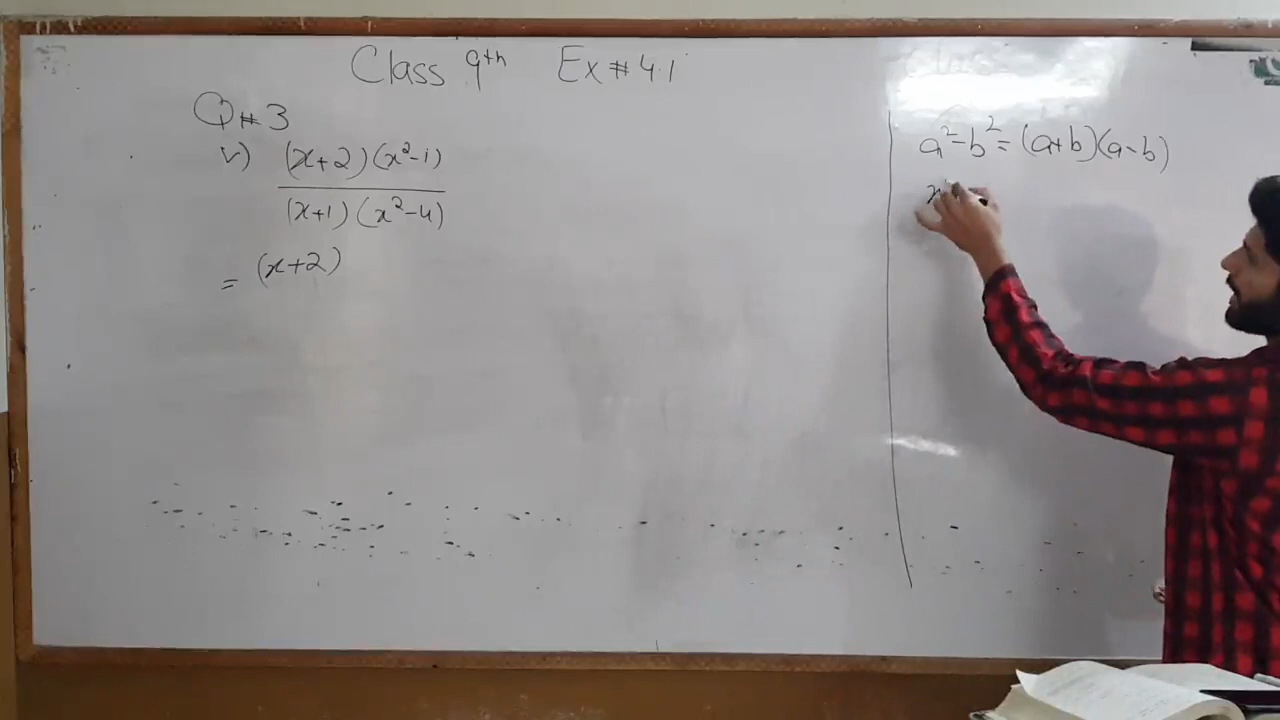 Class 9th Ex # 4.1
Q#3
v) (x+2)(x²-1)
(x+1)(x²-4)
= (x+2)
a²-b²=(a+b)(a-b)
x